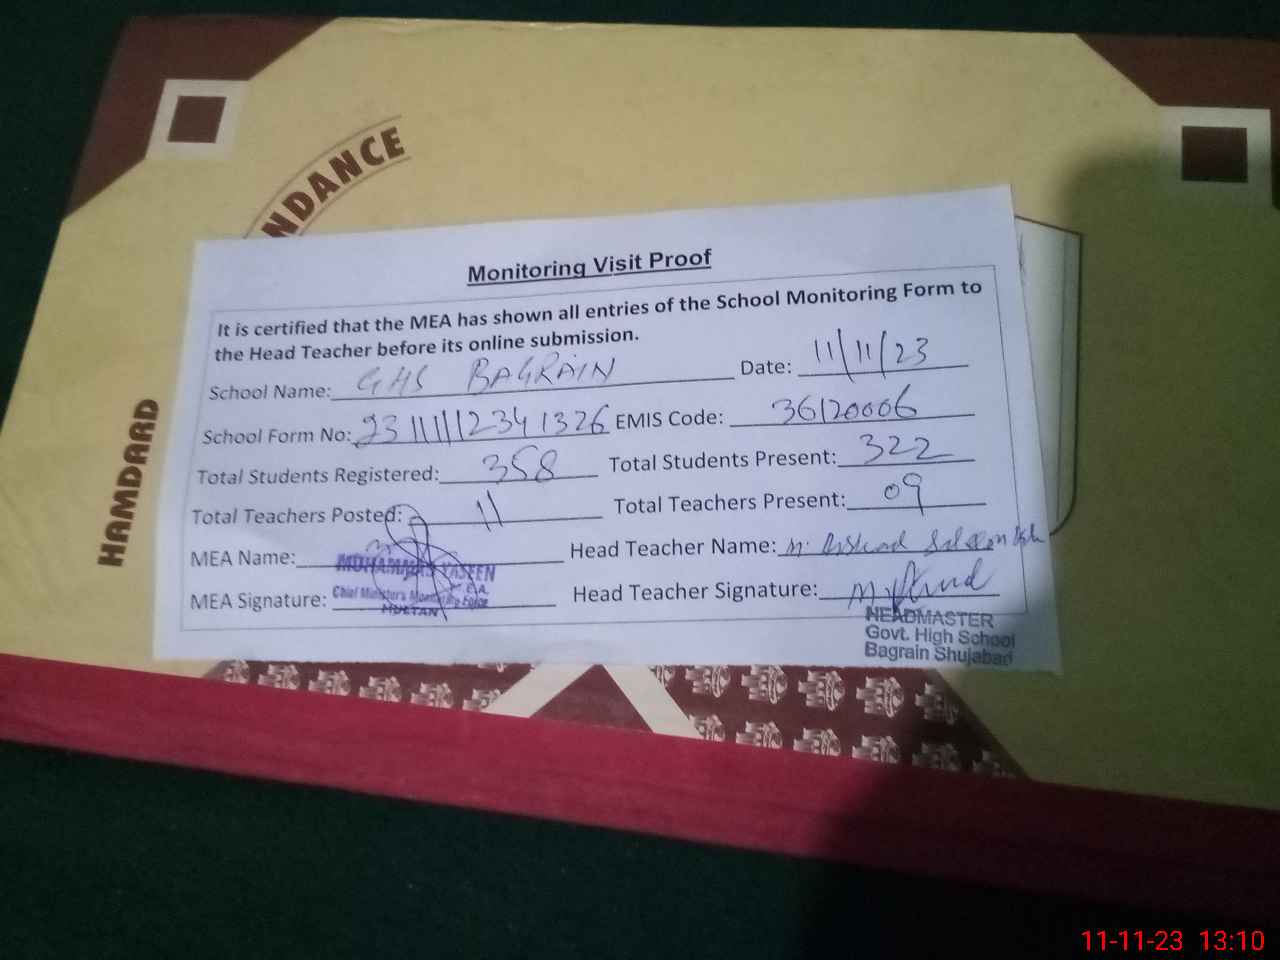 NDANCE
HAMDARD
Monitoring Visit Proof
It is certified that the MEA has shown all entries of the School Monitoring Form to
the Head Teacher before its online submission.
School Name: GHS BAGRAIN Date: 11/11/23
School Form No: EMIS Code: 36120006
Total Students Registered: 358 Total Students Present: 322
Total Teachers Posted: 11 Total Teachers Present: 09
MEA Name: MUHAMMAD YASEEN Head Teacher Name: M.
MEA Signature: Chief Minister's Monitoring Force Head Teacher Signature:
MULTAN
HEADMASTER
Govt. High School
Bagrain Shujabad
11-11-23 13:10